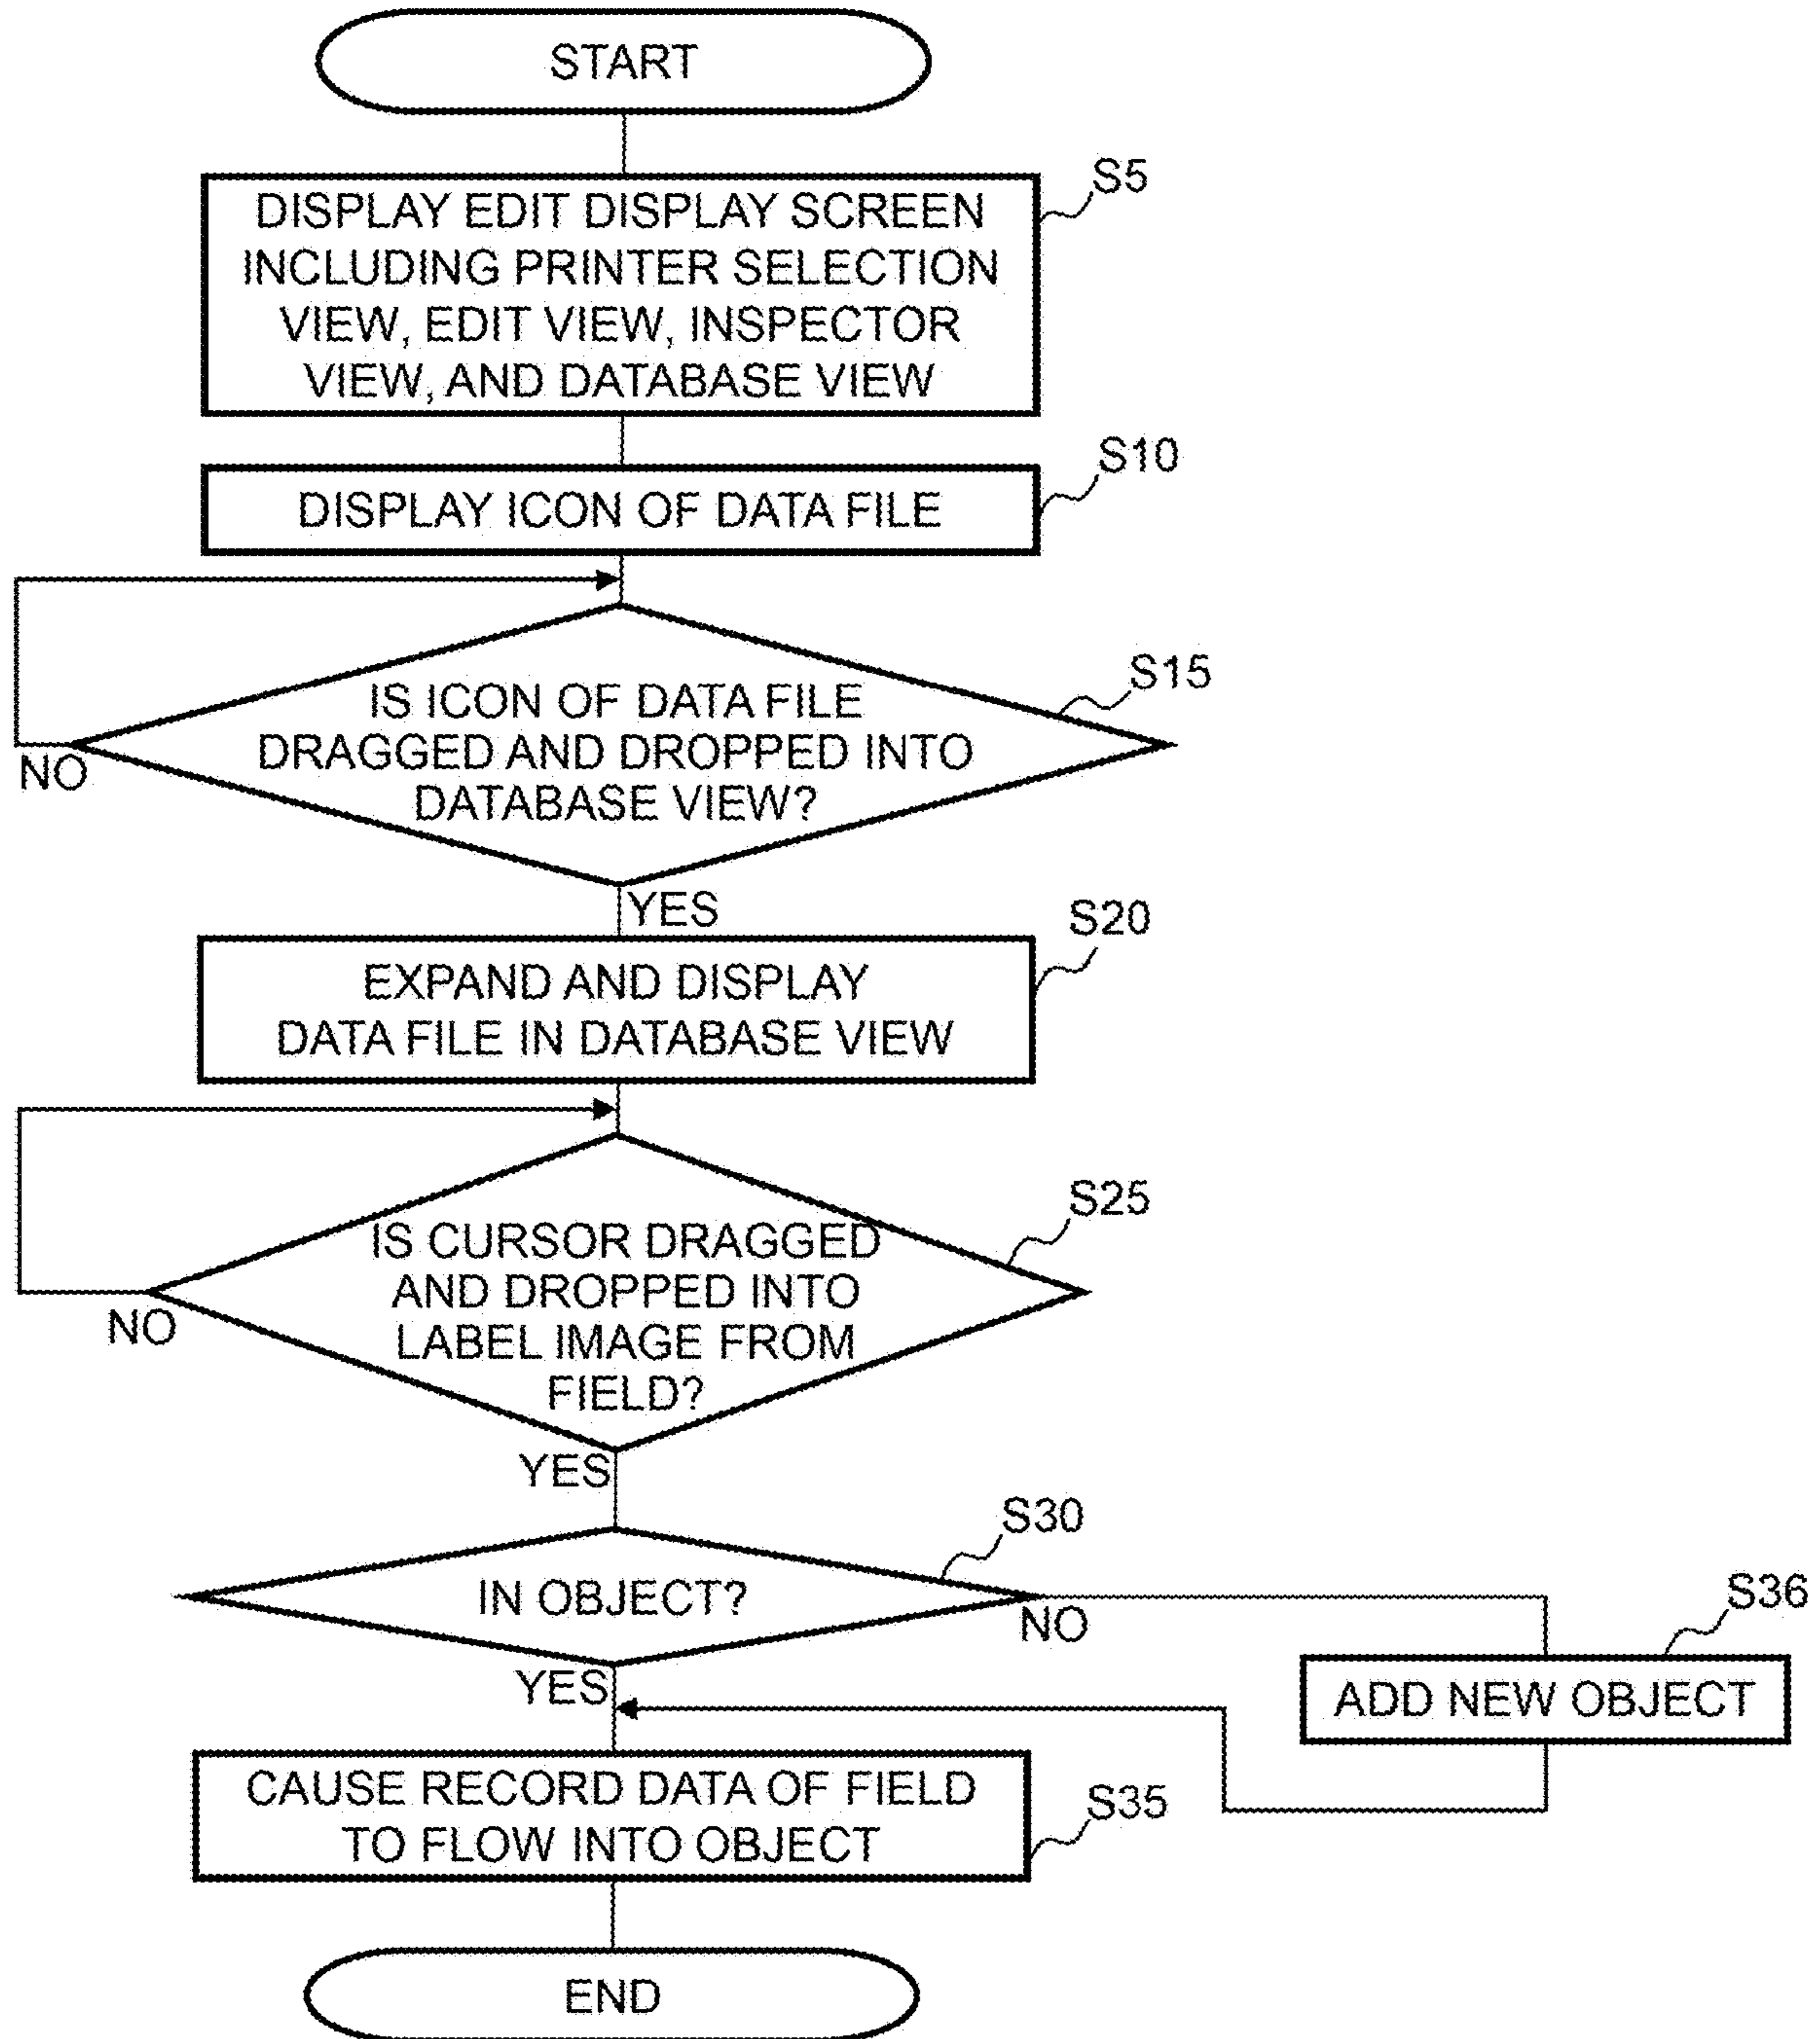 START
S5
DISPLAY EDIT DISPLAY SCREEN
INCLUDING PRINTER SELECTION
VIEW, EDIT VIEW, INSPECTOR
VIEW, AND DATABASE VIEW
S10
DISPLAY ICON OF DATA FILE
S15
IS ICON OF DATA FILE
DRAGGED AND DROPPED INTO
DATABASE VIEW?
NO
YES
S20
EXPAND AND DISPLAY
DATA FILE IN DATABASE VIEW
S25
IS CURSOR DRAGGED
AND DROPPED INTO
LABEL IMAGE FROM
FIELD?
NO
YES
S30
IN OBJECT?
NO
S36
ADD NEW OBJECT
YES
CAUSE RECORD DATA OF FIELD
TO FLOW INTO OBJECT
S35
END